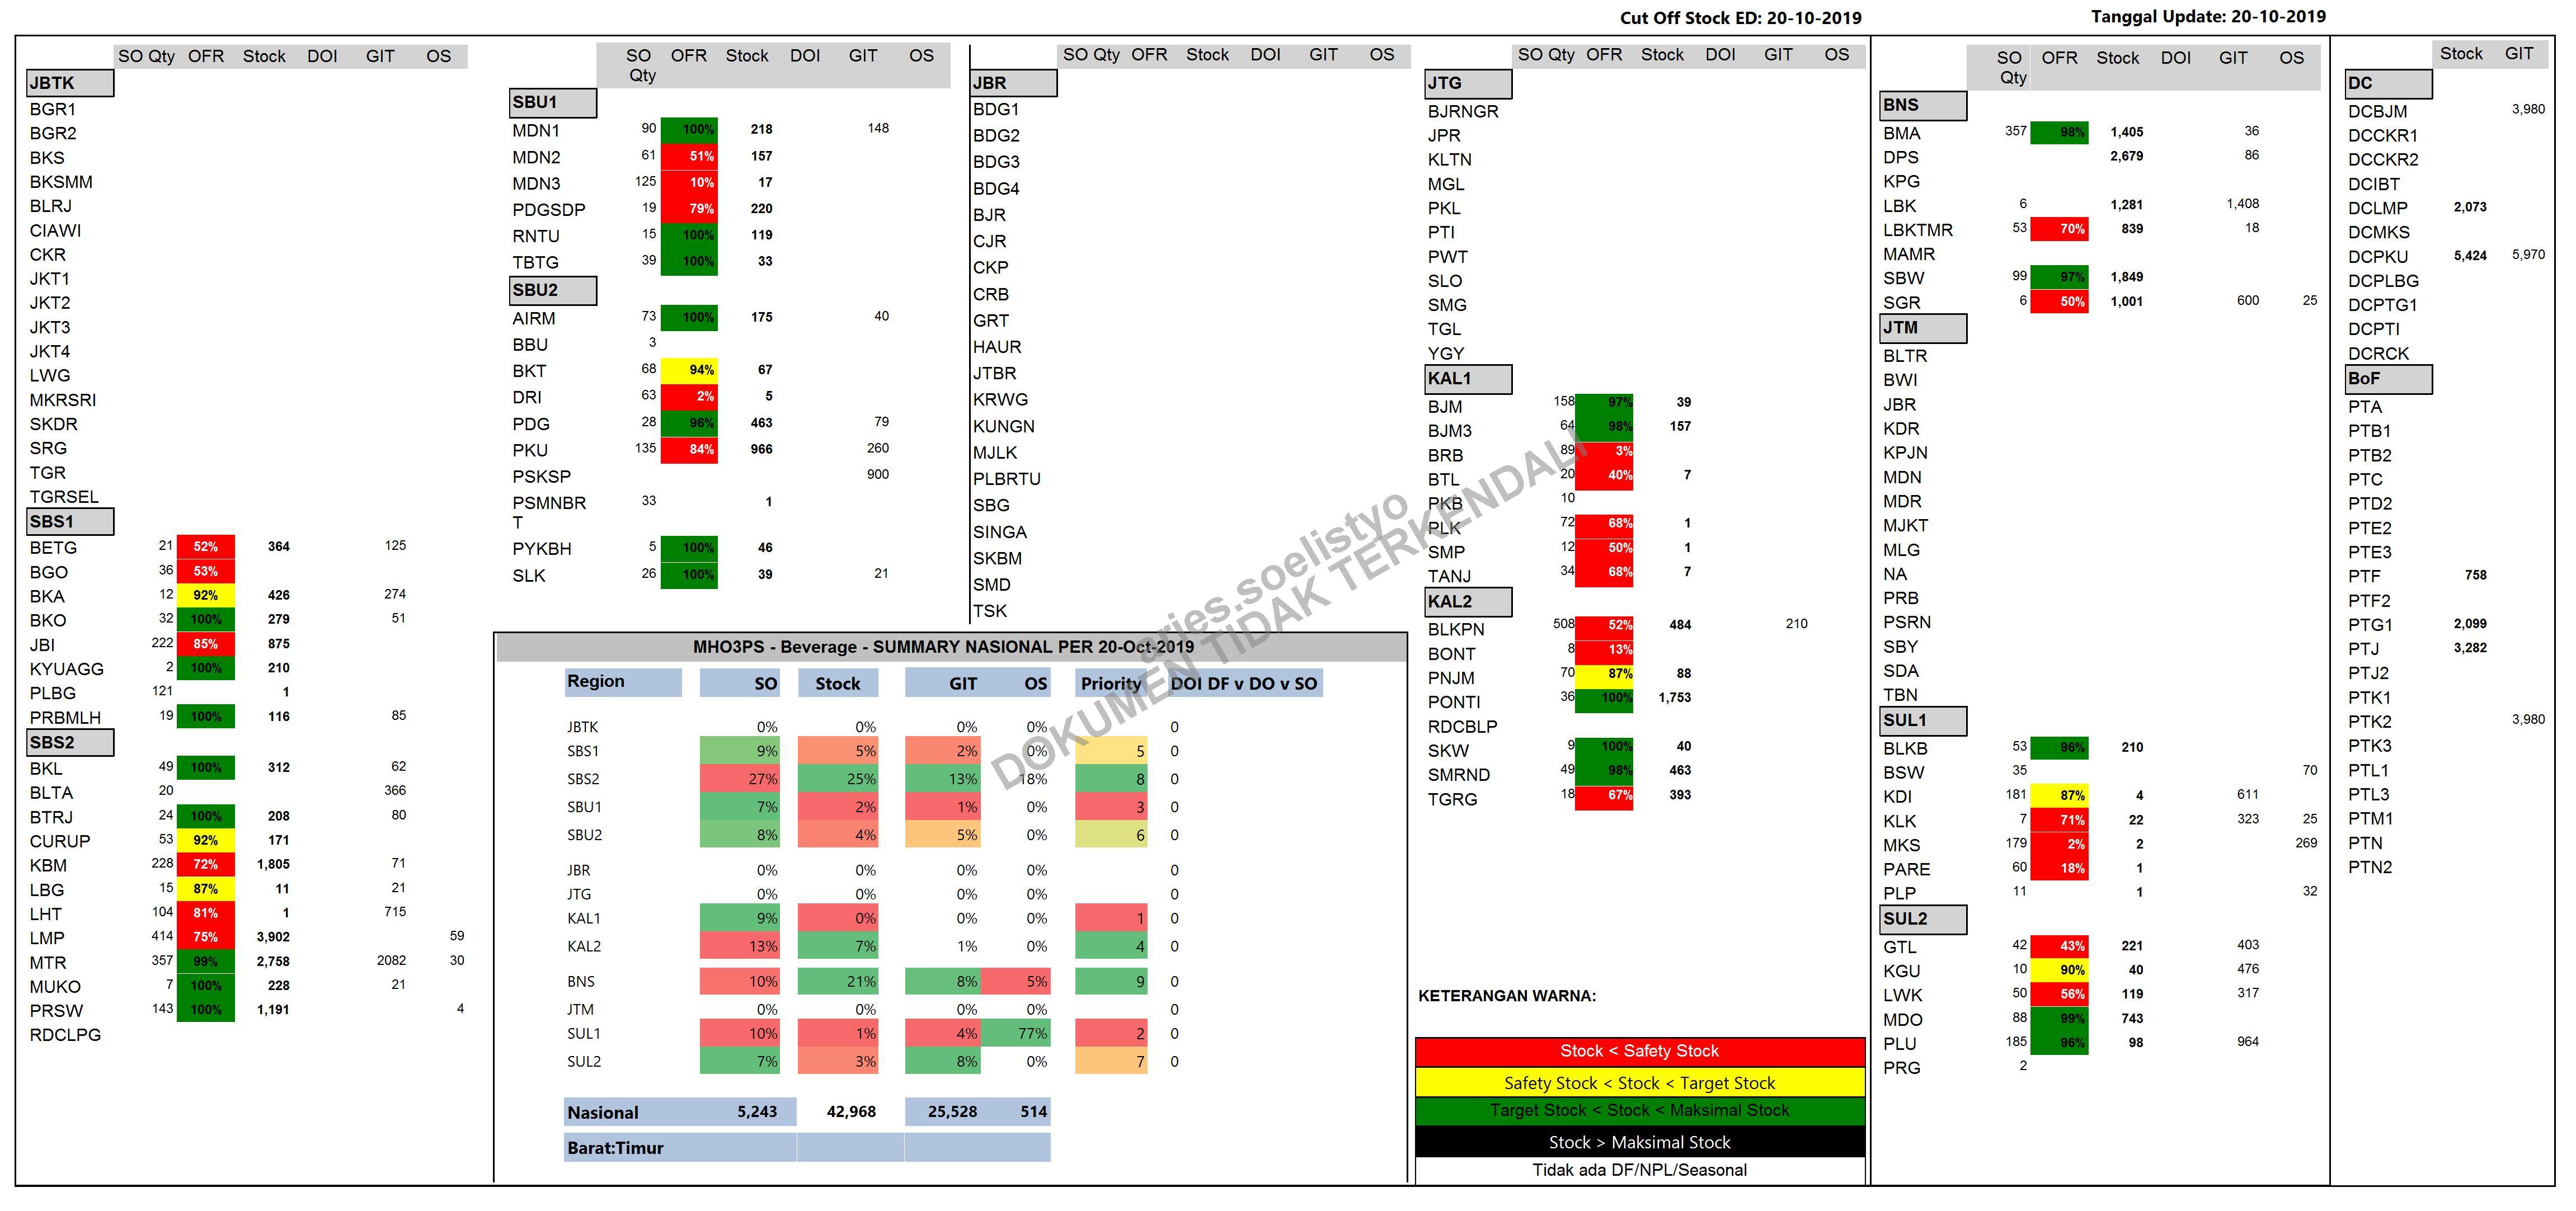 Cut Off Stock ED: 20-10-2019
Tanggal Update: 20-10-2019
SO Qty OFR Stock DOI GIT OS
JBTK
BGR1
BGR2
BKS
BKSMM
BLRJ
CIAWI
CKR
JKT1
JKT2
JKT3
JKT4
LWG
MKRSRI
SKDR
SRG
TGR
TGRSEL
SBS1
BETG 21 52% 364 125
BGO 36 53%
BKA 12 92% 426 274
BKO 32 100% 279 51
JBI 222 85% 875
KYUAGG 2 100% 210
PLBG 121 1
PRBMLH 19 100% 116 85
SBS2
BKL 49 100% 312 62
BLTA 20 366
BTRJ 24 100% 208 80
CURUP 53 92% 171
KBM 228 72% 1,805 71
LBG 15 87% 11 21
LHT 104 81% 1 715
LMP 414 75% 3,902 59
MTR 357 99% 2,758 2082 30
MUKO 7 100% 228 21
PRSW 143 100% 1,191 4
RDCLPG
SO Qty OFR Stock DOI GIT OS
SBU1
MDN1 90 100% 218 148
MDN2 61 51% 157
MDN3 125 10% 17
PDGSDP 19 79% 220
RNTU 15 100% 119
TBTG 39 100% 33
SBU2
AIRM 73 100% 175 40
BBU 3
BKT 68 94% 67
DRI 63 2% 5
PDG 28 96% 463 79
PKU 135 84% 966 260
PSKSP 900
PSMNBR 33 1
T
PYKBH 5 100% 46
SLK 26 100% 39 21
SO Qty OFR Stock DOI GIT OS
JBR
BDG1
BDG2
BDG3
BDG4
BJR
CJR
CKP
CRB
GRT
HAUR
JTBR
KRWG
KUNGN
MJLK
PLBRTU
SBG
SINGA
SKBM
SMD
TSK
MHO3PS - Beverage - SUMMARY NASIONAL PER 20-Oct-2019
Region SO Stock GIT OS Priority DOI DF v DO v SO
JBTK 0% 0% 0% 0% 0
SBS1 9% 5% 2% 0% 5 0
SBS2 27% 25% 13% 18% 8 0
SBU1 7% 2% 1% 0% 3 0
SBU2 8% 4% 5% 0% 6 0
JBR 0% 0% 0% 0% 0
JTG 0% 0% 0% 0% 0
KAL1 9% 0% 0% 0% 1 0
KAL2 13% 7% 1% 0% 4 0
BNS 10% 21% 8% 5% 9 0
JTM 0% 0% 0% 0% 0
SUL1 10% 1% 4% 77% 2 0
SUL2 7% 3% 8% 0% 7 0
Nasional 5,243 42,968 25,528 514
Barat:Timur
SO Qty OFR Stock DOI GIT OS
JTG
BJRNGR
JPR
KLTN
MGL
PKL
PTI
PWT
SLO
SMG
TGL
YGY
KAL1
BJM 158 97% 39
BJM3 64 98% 157
BRB 89 3%
BTL 20 40% 7
PKB 10
PLK 72 68% 1
SMP 12 50% 1
TANJ 34 68% 7
KAL2
BLKPN 508 52% 484 210
BONT 8 13%
PNJM 70 87% 88
PONTI 36 100% 1,753
RDCBLP
SKW 9 100% 40
SMRND 49 98% 463
TGRG 18 67% 393
KETERANGAN WARNA:
Stock < Safety Stock
Safety Stock < Stock < Target Stock
Target Stock < Stock < Maksimal Stock
Stock > Maksimal Stock
Tidak ada DF/NPL/Seasonal
SO Qty OFR Stock DOI GIT OS
BNS
BMA 357 98% 1,405 36
DPS 2,679 86
KPG
LBK 6 1,281 1,408
LBKTMR 53 70% 839 18
MAMR
SBW 99 97% 1,849
SGR 6 50% 1,001 600 25
JTM
BLTR
BWI
JBR
KDR
KPJN
MDN
MDR
MJKT
MLG
NA
PRB
PSRN
SBY
SDA
TBN
SUL1
BLKB 53 96% 210
BSW 35 70
KDI 181 87% 4 611
KLK 7 71% 22 323 25
MKS 179 2% 2 269
PARE 60 18% 1
PLP 11 1 32
SUL2
GTL 42 43% 221 403
KGU 10 90% 40 476
LWK 50 56% 119 317
MDO 88 99% 743
PLU 185 96% 98 964
PRG 2
Stock GIT
DC
DCBJM 3,980
DCCKR1
DCCKR2
DCIBT
DCLMP 2,073
DCMKS
DCPKU 5,424 5,970
DCPLBG
DCPTG1
DCPTI
DCRCK
BoF
PTA
PTB1
PTB2
PTC
PTD2
PTE2
PTE3
PTF 758
PTF2
PTG1 2,099
PTJ 3,282
PTJ2
PTK1
PTK2 3,980
PTK3
PTL1
PTL3
PTM1
PTN
PTN2
aries.soelistyo
DOKUMEN TIDAK TERKENDALI